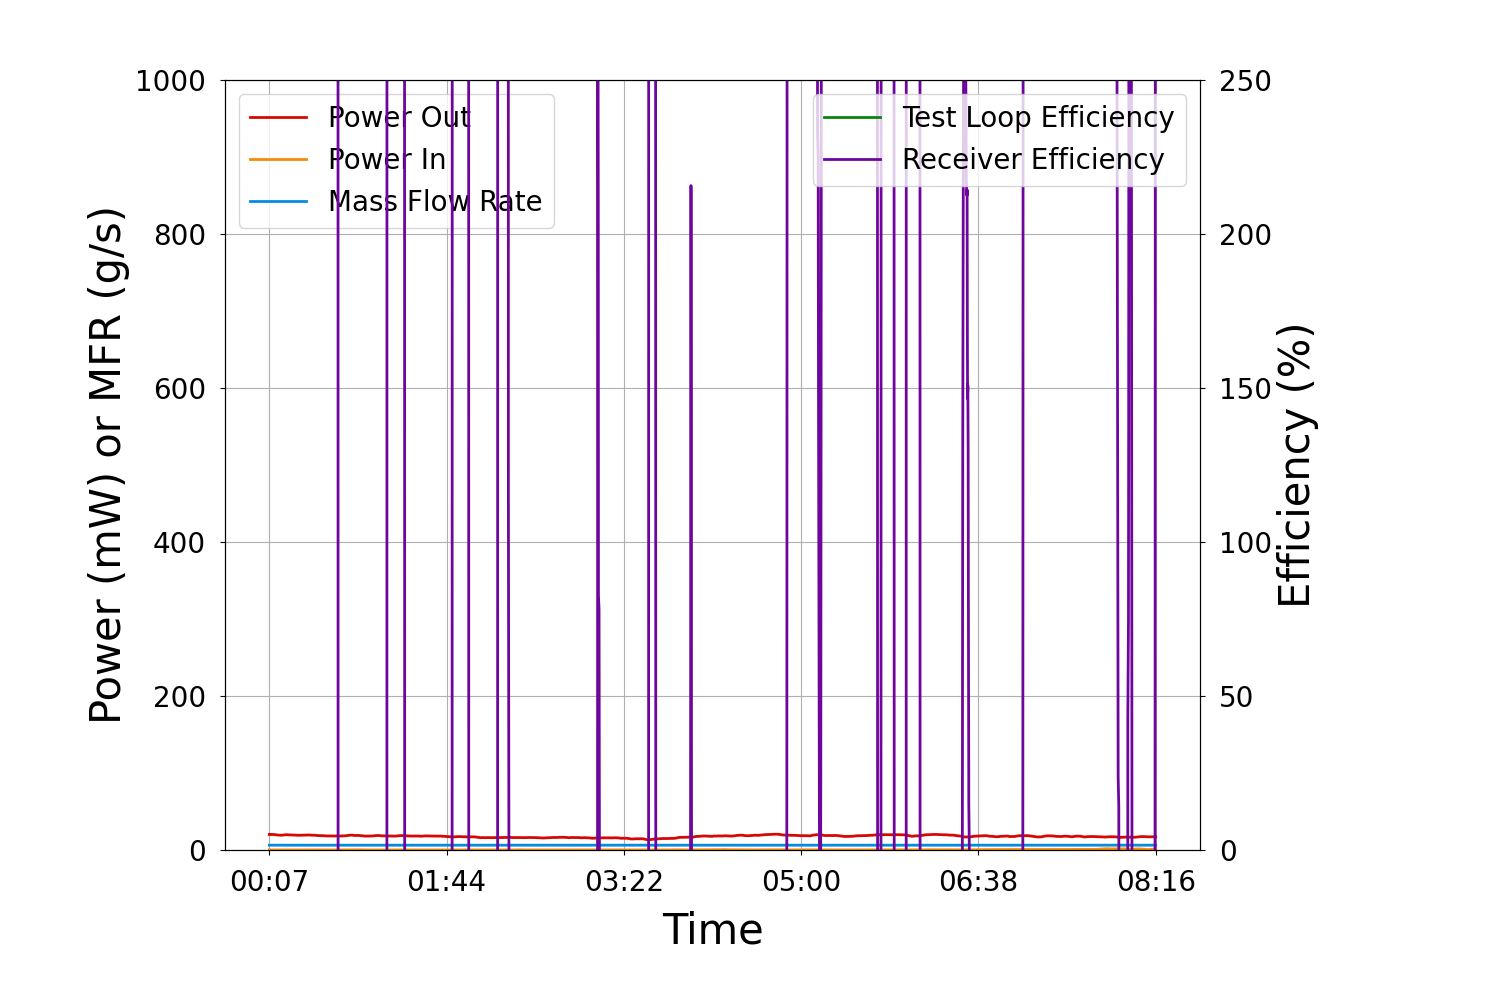 Power (mW) or MFR (g/s)
1000
800
600
400
200
0
Power Out
Power In
Mass Flow Rate
Test Loop Efficiency
Receiver Efficiency
250
200
150
100
50
0
Efficiency (%)
00:07 01:44 03:22 05:00 06:38 08:16
Time